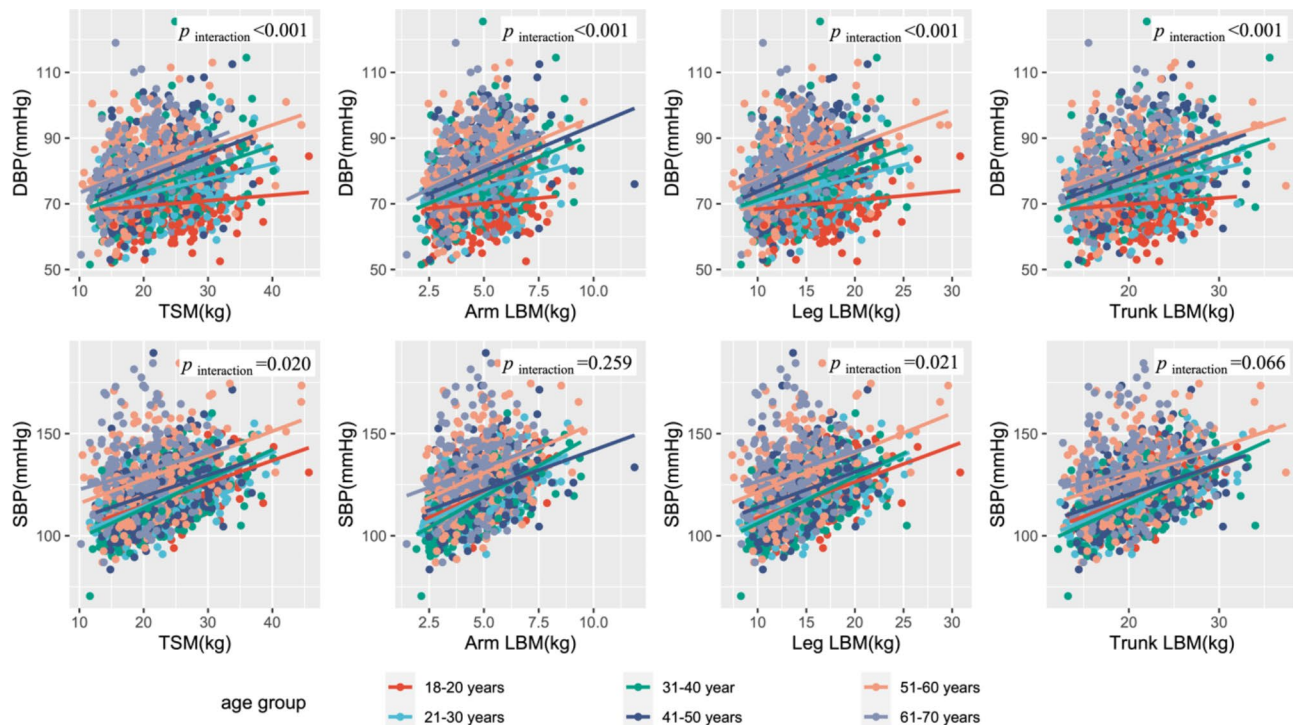 p interaction<0.001
p interaction<0.001
p interaction<0.001
p interaction<0.001
DBP(mmHg)
110
90
70
50
10
20
30
40
TSM(kg)
DBP(mmHg)
110
90
70
50
2.5
5.0
7.5
10.0
Arm LBM(kg)
DBP(mmHg)
110
90
70
50
10
15
20
25
30
Leg LBM(kg)
DBP(mmHg)
110
90
70
50
20
30
Trunk LBM(kg)
p interaction=0.020
p interaction=0.259
p interaction=0.021
p interaction=0.066
SBP(mmHg)
150
100
10
20
30
40
TSM(kg)
SBP(mmHg)
150
100
2.5
5.0
7.5
10.0
Arm LBM(kg)
SBP(mmHg)
150
100
10
15
20
25
30
Leg LBM(kg)
SBP(mmHg)
150
100
20
30
Trunk LBM(kg)
age group
18-20 years
31-40 year
51-60 years
21-30 years
41-50 years
61-70 years